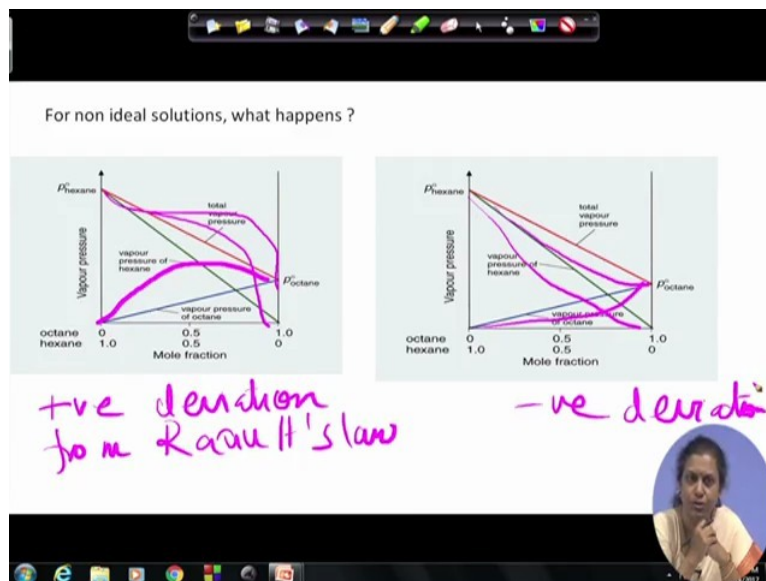 For non ideal solutions, what happens ?
p°hexane
total
vapour
pressure
vapour
pressure of
hexane
Vapour pressure
p°octane
vapour pressure
of octane
octane 0 0.5 1.0
hexane 1.0 0.5 0
Mole fraction
+ve deviation
from Raault's law
p°hexane
total
vapour
pressure
vapour
pressure of
hexane
Vapour pressure
p°octane
vapour pressure
of octane
octane 0 0.5 1.0
hexane 1.0 0.5 0
Mole fraction
-ve deviation